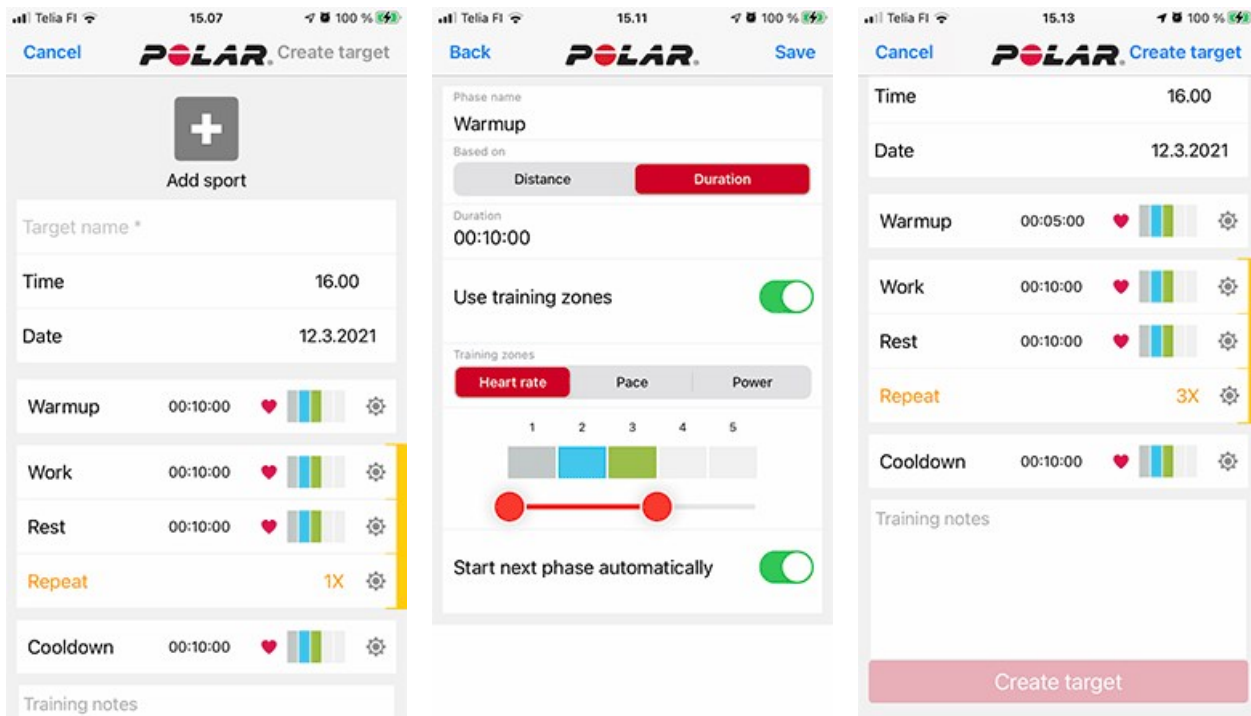 Telia FI 15.07 100 %
Cancel POLAR. Create target
Add sport
Target name *
Time 16.00
Date 12.3.2021
Warmup 00:10:00
Work 00:10:00
Rest 00:10:00
Repeat 1X
Cooldown 00:10:00
Training notes
Telia FI 15.11 100 %
Back POLAR. Save
Phase name
Warmup
Based on
Distance Duration
Duration
00:10:00
Use training zones
Training zones
Heart rate Pace Power
1 2 3 4 5
Start next phase automatically
Telia FI 15.13 100 %
Cancel POLAR. Create target
Time 16.00
Date 12.3.2021
Warmup 00:05:00
Work 00:10:00
Rest 00:10:00
Repeat 3X
Cooldown 00:10:00
Training notes
Create target